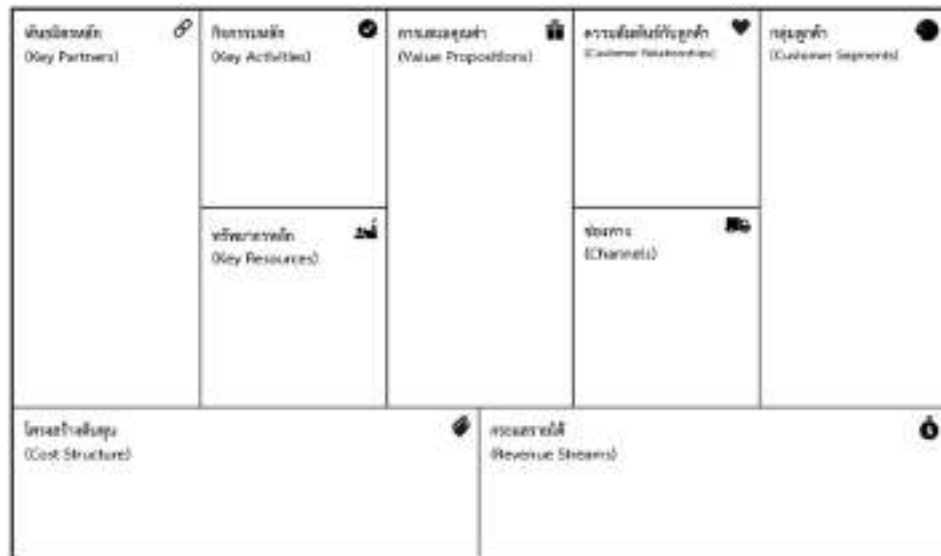 พันธมิตรหลัก
(Key Partners)
กิจกรรมหลัก
(Key Activities)
การเสนอคุณค่า
(Value Propositions)
ความสัมพันธ์กับลูกค้า
(Customer Relationships)
กลุ่มลูกค้า
(Customer Segments)
ทรัพยากรหลัก
(Key Resources)
ช่องทาง
(Channels)
โครงสร้างต้นทุน
(Cost Structure)
กระแสรายได้
(Revenue Streams)